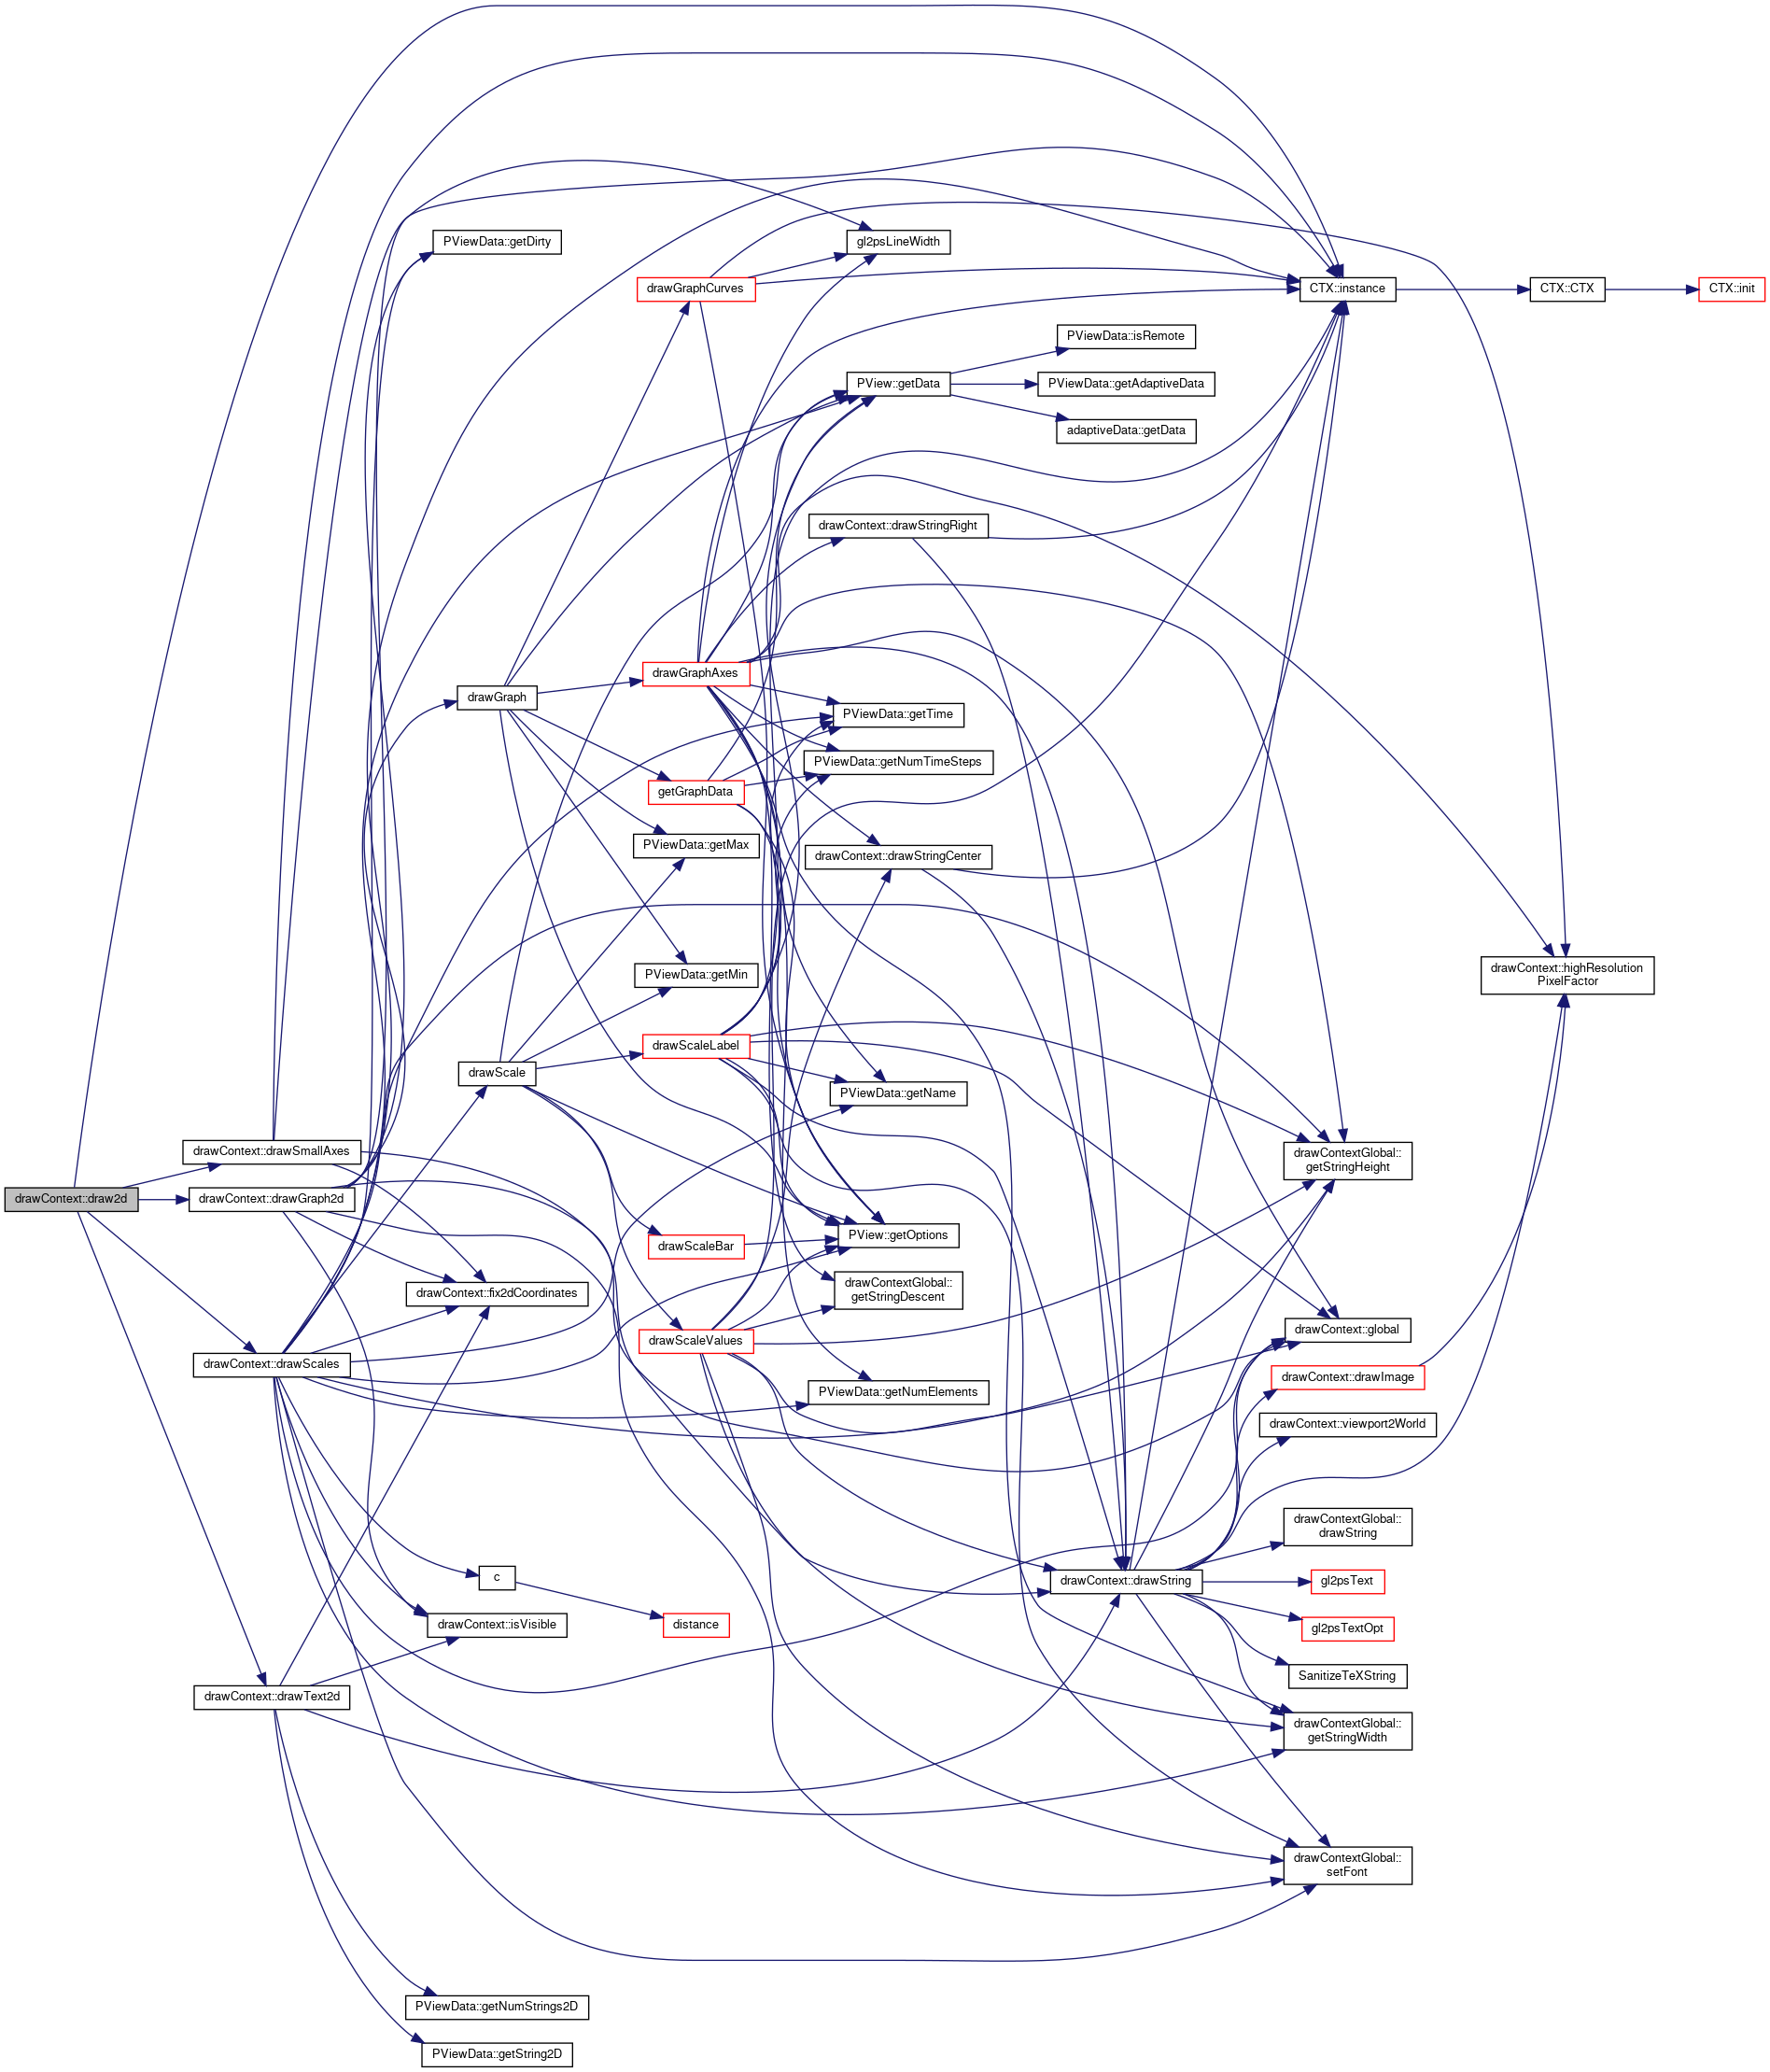 drawContext::draw2d
drawContext::drawSmallAxes
drawContext::drawGraph2d
drawContext::drawScales
drawContext::drawText2d
PViewData::getDirty
drawGraph
drawScale
drawContext::fix2dCoordinates
c
drawContext::isVisible
PViewData::getNumStrings2D
PViewData::getString2D
drawGraphCurves
drawGraphAxes
getGraphData
PViewData::getMax
PViewData::getMin
drawScaleLabel
drawScaleBar
drawScaleValues
distance
gl2psLineWidth
PView::getData
drawContext::drawStringRight
PViewData::getTime
PViewData::getNumTimeSteps
drawContext::drawStringCenter
PViewData::getName
PView::getOptions
drawContextGlobal::
getStringDescent
PViewData::getNumElements
PViewData::isRemote
PViewData::getAdaptiveData
adaptiveData::getData
drawContext::drawString
CTX::instance
drawContextGlobal::
getStringHeight
drawContext::global
drawContext::drawImage
drawContext::viewport2World
drawContextGlobal::
drawString
gl2psText
gl2psTextOpt
SanitizeTeXString
drawContextGlobal::
getStringWidth
drawContextGlobal::
setFont
CTX::CTX
drawContext::highResolution
PixelFactor
CTX::init